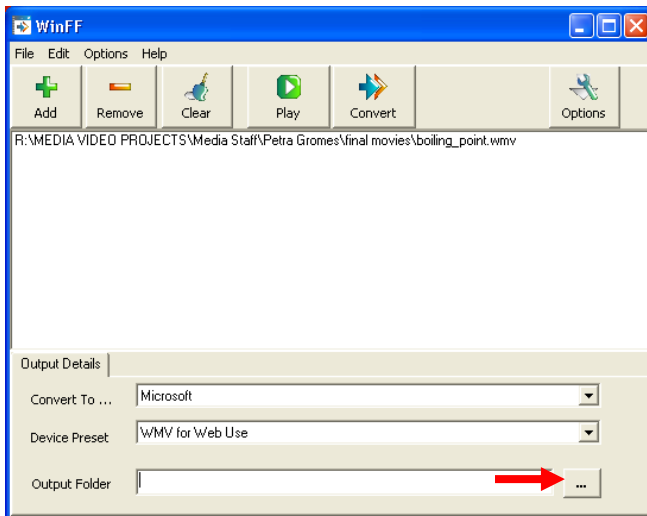 WinFF
File Edit Options Help
Add Remove Clear Play Convert Options
R:\MEDIA VIDEO PROJECTS\Media Staff\Petra Gromes\final movies\boiling_point.wmv
Output Details
Convert To ... Microsoft
Device Preset WMV for Web Use
Output Folder ...